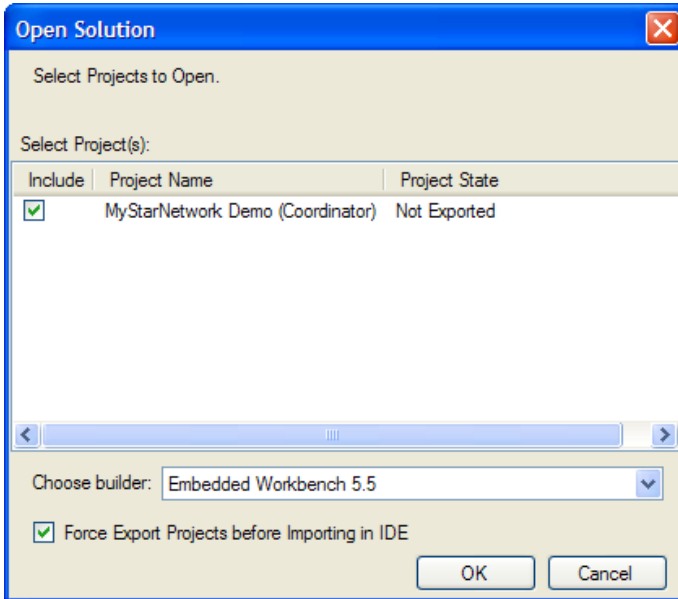 Open Solution
Select Projects to Open.
Select Project(s):
Include Project Name Project State
MyStarNetwork Demo (Coordinator) Not Exported
Choose builder: Embedded Workbench 5.5
Force Export Projects before Importing in IDE
OK Cancel